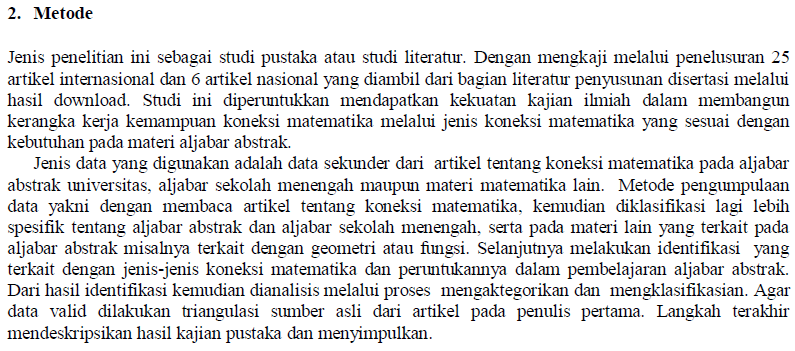 2. Metode
Jenis penelitian ini sebagai studi pustaka atau studi literatur. Dengan mengkaji melalui penelusuran 25
artikel internasional dan 6 artikel nasional yang diambil dari bagian literatur penyusunan disertasi melalui
hasil download. Studi ini diperuntukkan mendapatkan kekuatan kajian ilmiah dalam membangun
kerangka kerja kemampuan koneksi matematika melalui jenis koneksi matematika yang sesuai dengan
kebutuhan pada materi aljabar abstrak.
Jenis data yang digunakan adalah data sekunder dari artikel tentang koneksi matematika pada aljabar
abstrak universitas, aljabar sekolah menengah maupun materi matematika lain. Metode pengumpulaan
data yakni dengan membaca artikel tentang koneksi matematika, kemudian diklasifikasi lagi lebih
spesifik tentang aljabar abstrak dan aljabar sekolah menengah, serta pada materi lain yang terkait pada
aljabar abstrak misalnya terkait dengan geometri atau fungsi. Selanjutnya melakukan identifikasi yang
terkait dengan jenis-jenis koneksi matematika dan peruntukannya dalam pembelajaran aljabar abstrak.
Dari hasil identifikasi kemudian dianalisis melalui proses mengaktegorikan dan mengklasifikasian. Agar
data valid dilakukan triangulasi sumber asli dari artikel pada penulis pertama. Langkah terakhir
mendeskripsikan hasil kajian pustaka dan menyimpulkan.